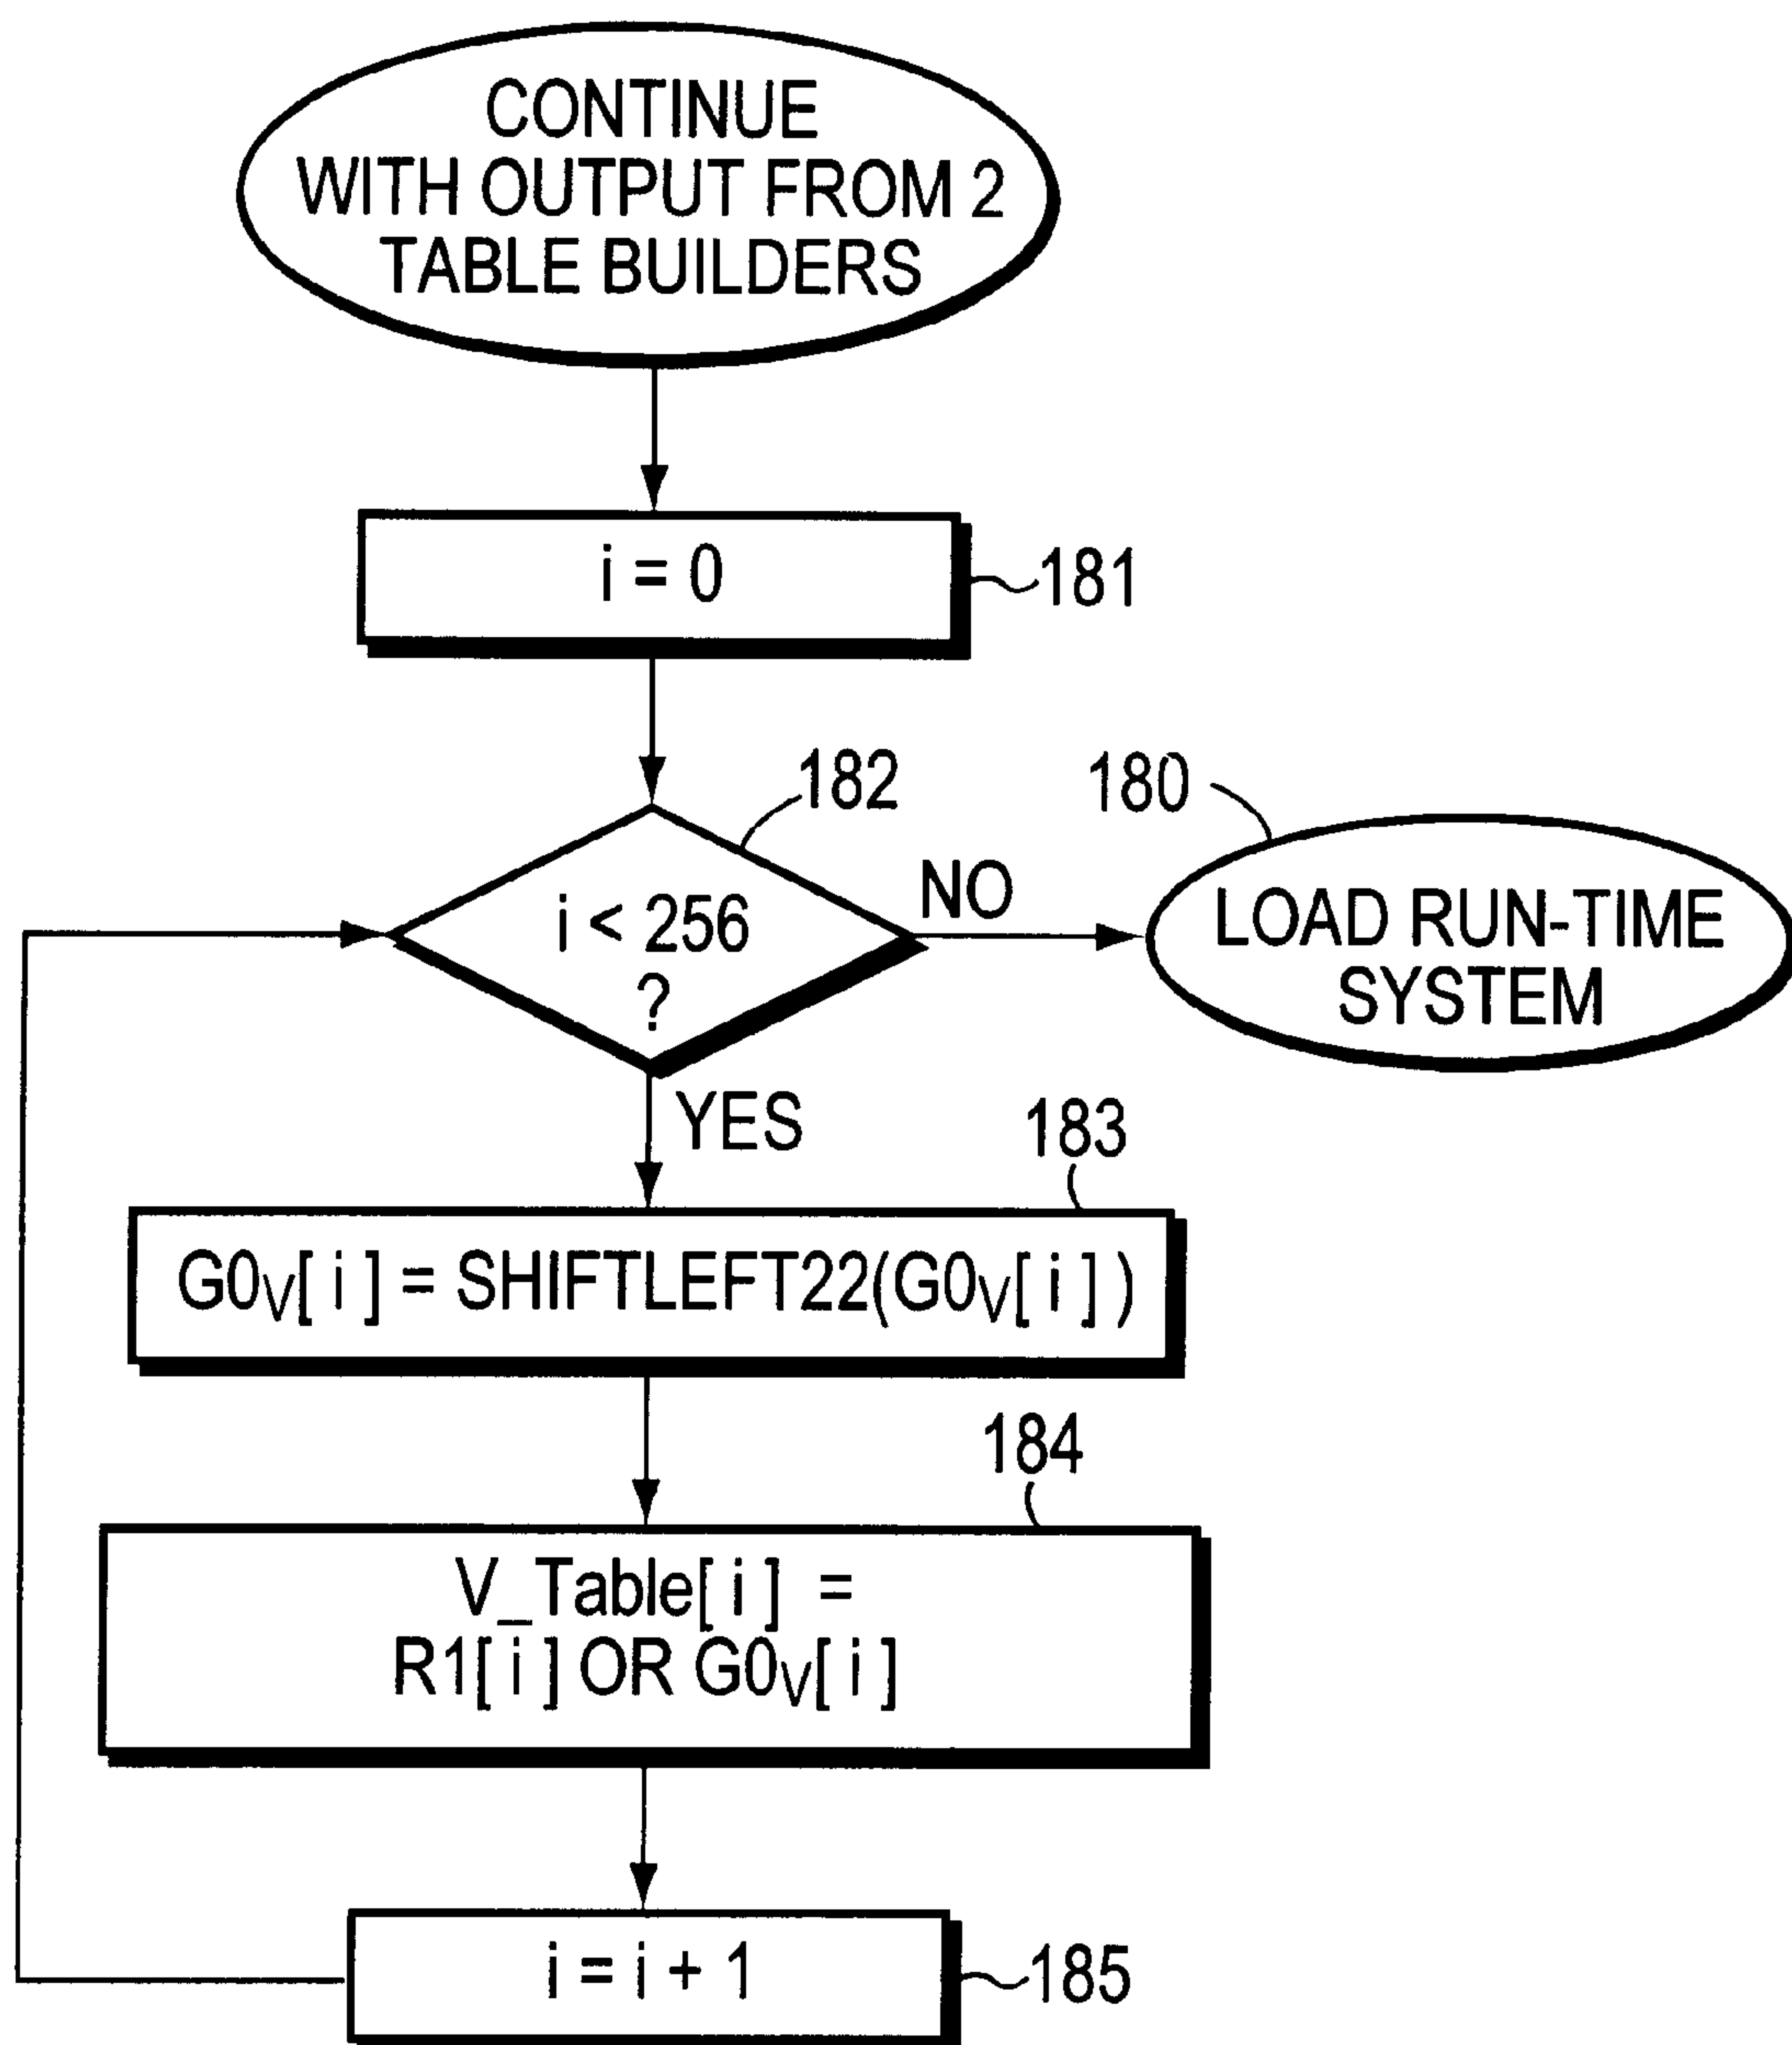 CONTINUE
WITH OUTPUT FROM 2
TABLE BUILDERS
i = 0
181
182
180
i < 256
?
NO
LOAD RUN-TIME
SYSTEM
YES
183
G0V[ i ] = SHIFTLEFT22(G0V[ i ] )
184
V_Table[ i ] =
R1[ i ] OR G0V[ i ]
i = i + 1
185